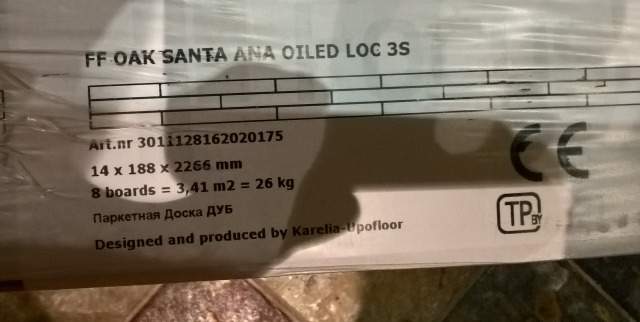 FF OAK SANTA ANA OILED LOC 3S
Art.nr 3011128162020175
14 x 188 x 2266 mm
8 boards = 3,41 m2 = 26 kg
Паркетная Доска ДУБ
Designed and produced by Karelia-Upofloor
CE
TP BY